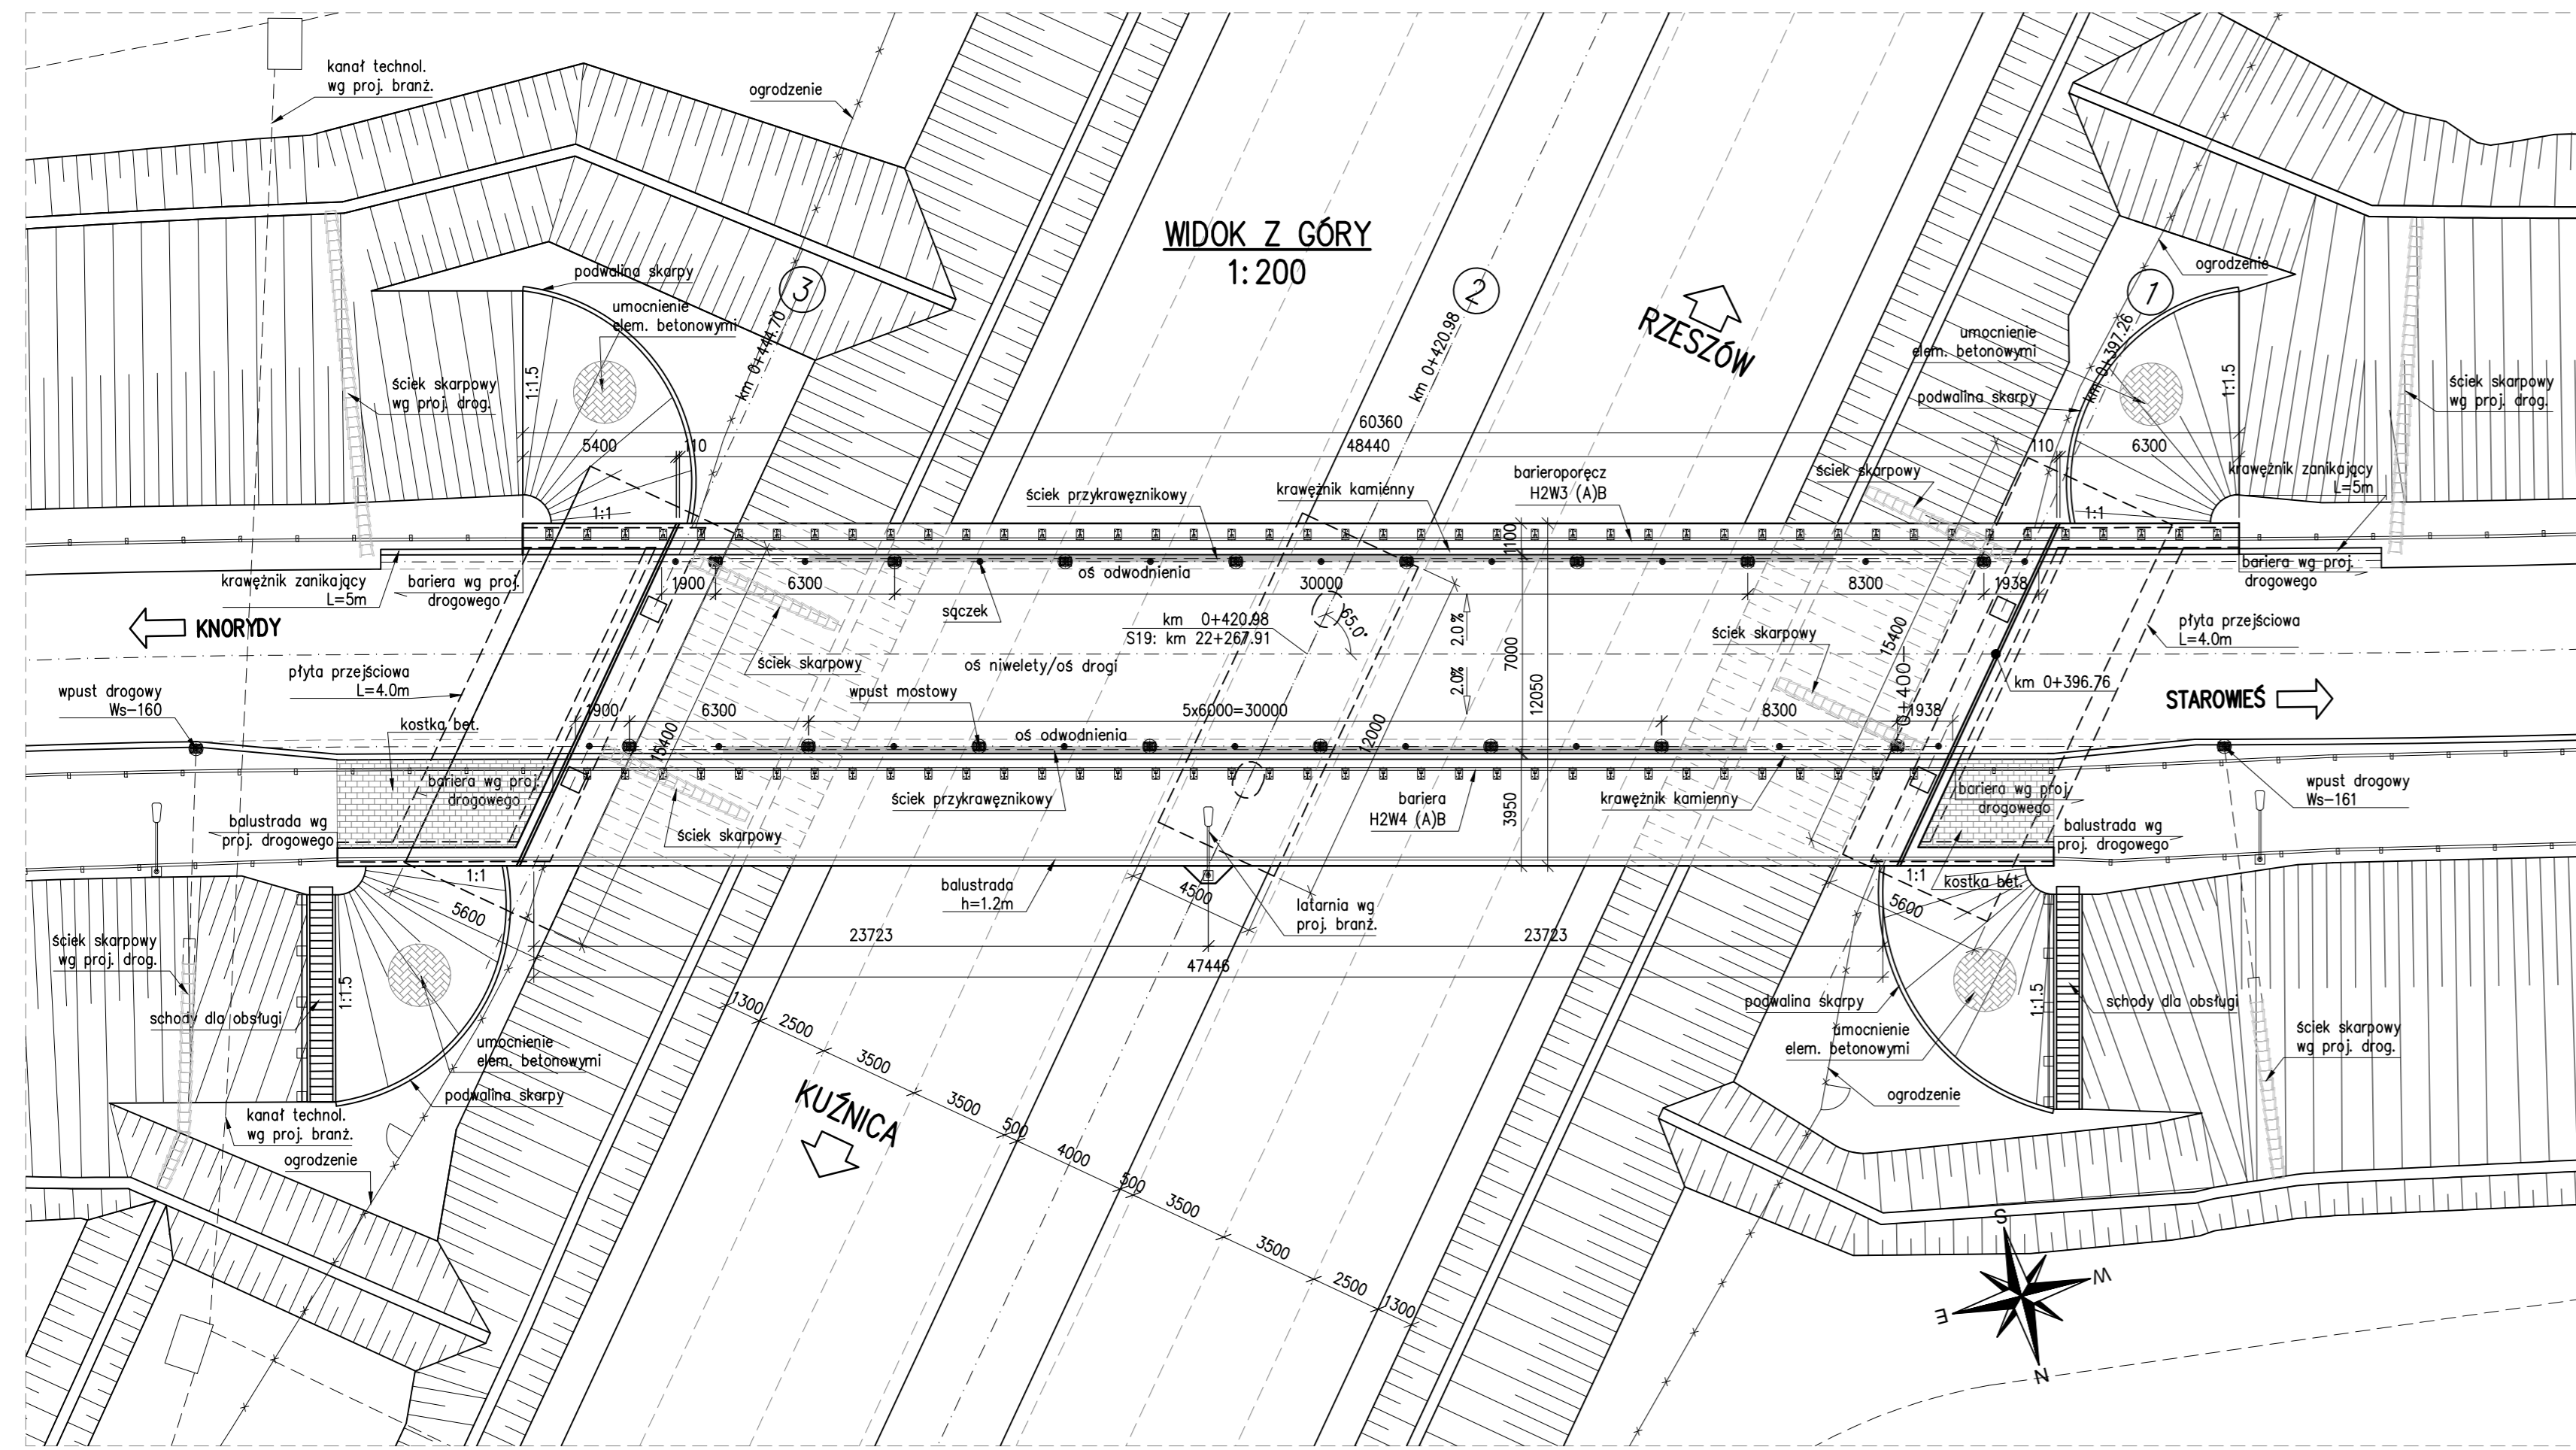 WIDOK Z GÓRY
1:200
kanał technol.
wg proj. branż.
ogrodzenie
podwalina skarpy
umocnienie
elem. betonowymi
3
km 0+444.70
2
km 0+420.98
RZESZÓW
1
km 0+397.26
ogrodzenie
umocnienie
elem. betonowymi
podwalina skarpy
ściek skarpowy
wg proj. drog.
1:1.5
1:1.5
ściek skarpowy
wg proj. drog.
60360
5400
110
48440
110
6300
krawężnik zanikający
L=5m
barieroporęcz
H2W3 (A)B
ściek skarpowy
ściek przykrawężnikowy
krawężnik kamienny
1:1
1:1
1100
krawężnik zanikający
L=5m
bariera wg proj.
drogowego
1900
6300
oś odwodnienia
30000
8300
1938
bariera wg proj.
drogowego
sączek
km 0+420.98
S19: km 22+267.91
65.0°
2.0%
7000
2.0%
12050
KNORYDY
płyta przejściowa
L=4.0m
ściek skarpowy
oś niwelety/oś drogi
ściek skarpowy
15400
0+400
płyta przejściowa
L=4.0m
km 0+396.76
STAROWIEŚ
wpust drogowy
Ws-160
kostka bet.
1900
6300
wpust mostowy
5x6000=30000
8300
1938
oś odwodnienia
15400
12000
bariera wg proj.
drogowego
ściek przykrawężnikowy
bariera
H2W4 (A)B
3950
krawężnik kamienny
bariera wg proj.
drogowego
wpust drogowy
Ws-161
balustrada wg
proj. drogowego
ściek skarpowy
balustrada wg
proj. drogowego
1:1
balustrada
h=1.2m
4500
latarnia wg
proj. branż.
1:1
kostka bet.
5600
5600
23723
23723
47446
ściek skarpowy
wg proj. drog.
1:1.5
schody dla obsługi
umocnienie
elem. betonowymi
podwalina skarpy
kanał technol.
wg proj. branż.
ogrodzenie
KUŹNICA
1300
2500
3500
3500
500
4000
500
3500
3500
2500
1300
podwalina skarpy
umocnienie
elem. betonowymi
ogrodzenie
1:1.5
schody dla obsługi
ściek skarpowy
wg proj. drog.
S
W
E
N